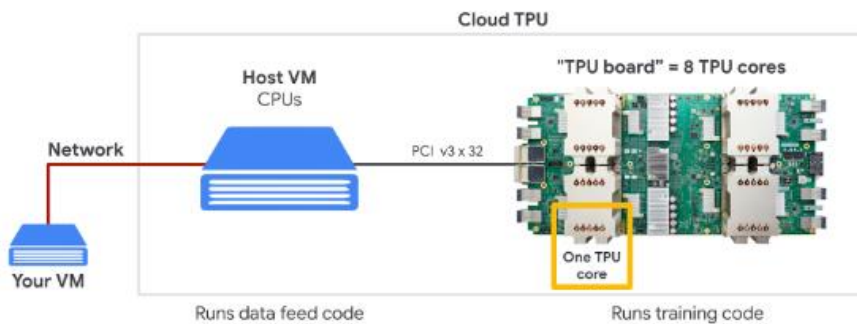 Cloud TPU
Host VM
CPUs
"TPU board" = 8 TPU cores
Network
PCI v3 x 32
One TPU
core
Your VM
Runs data feed code
Runs training code